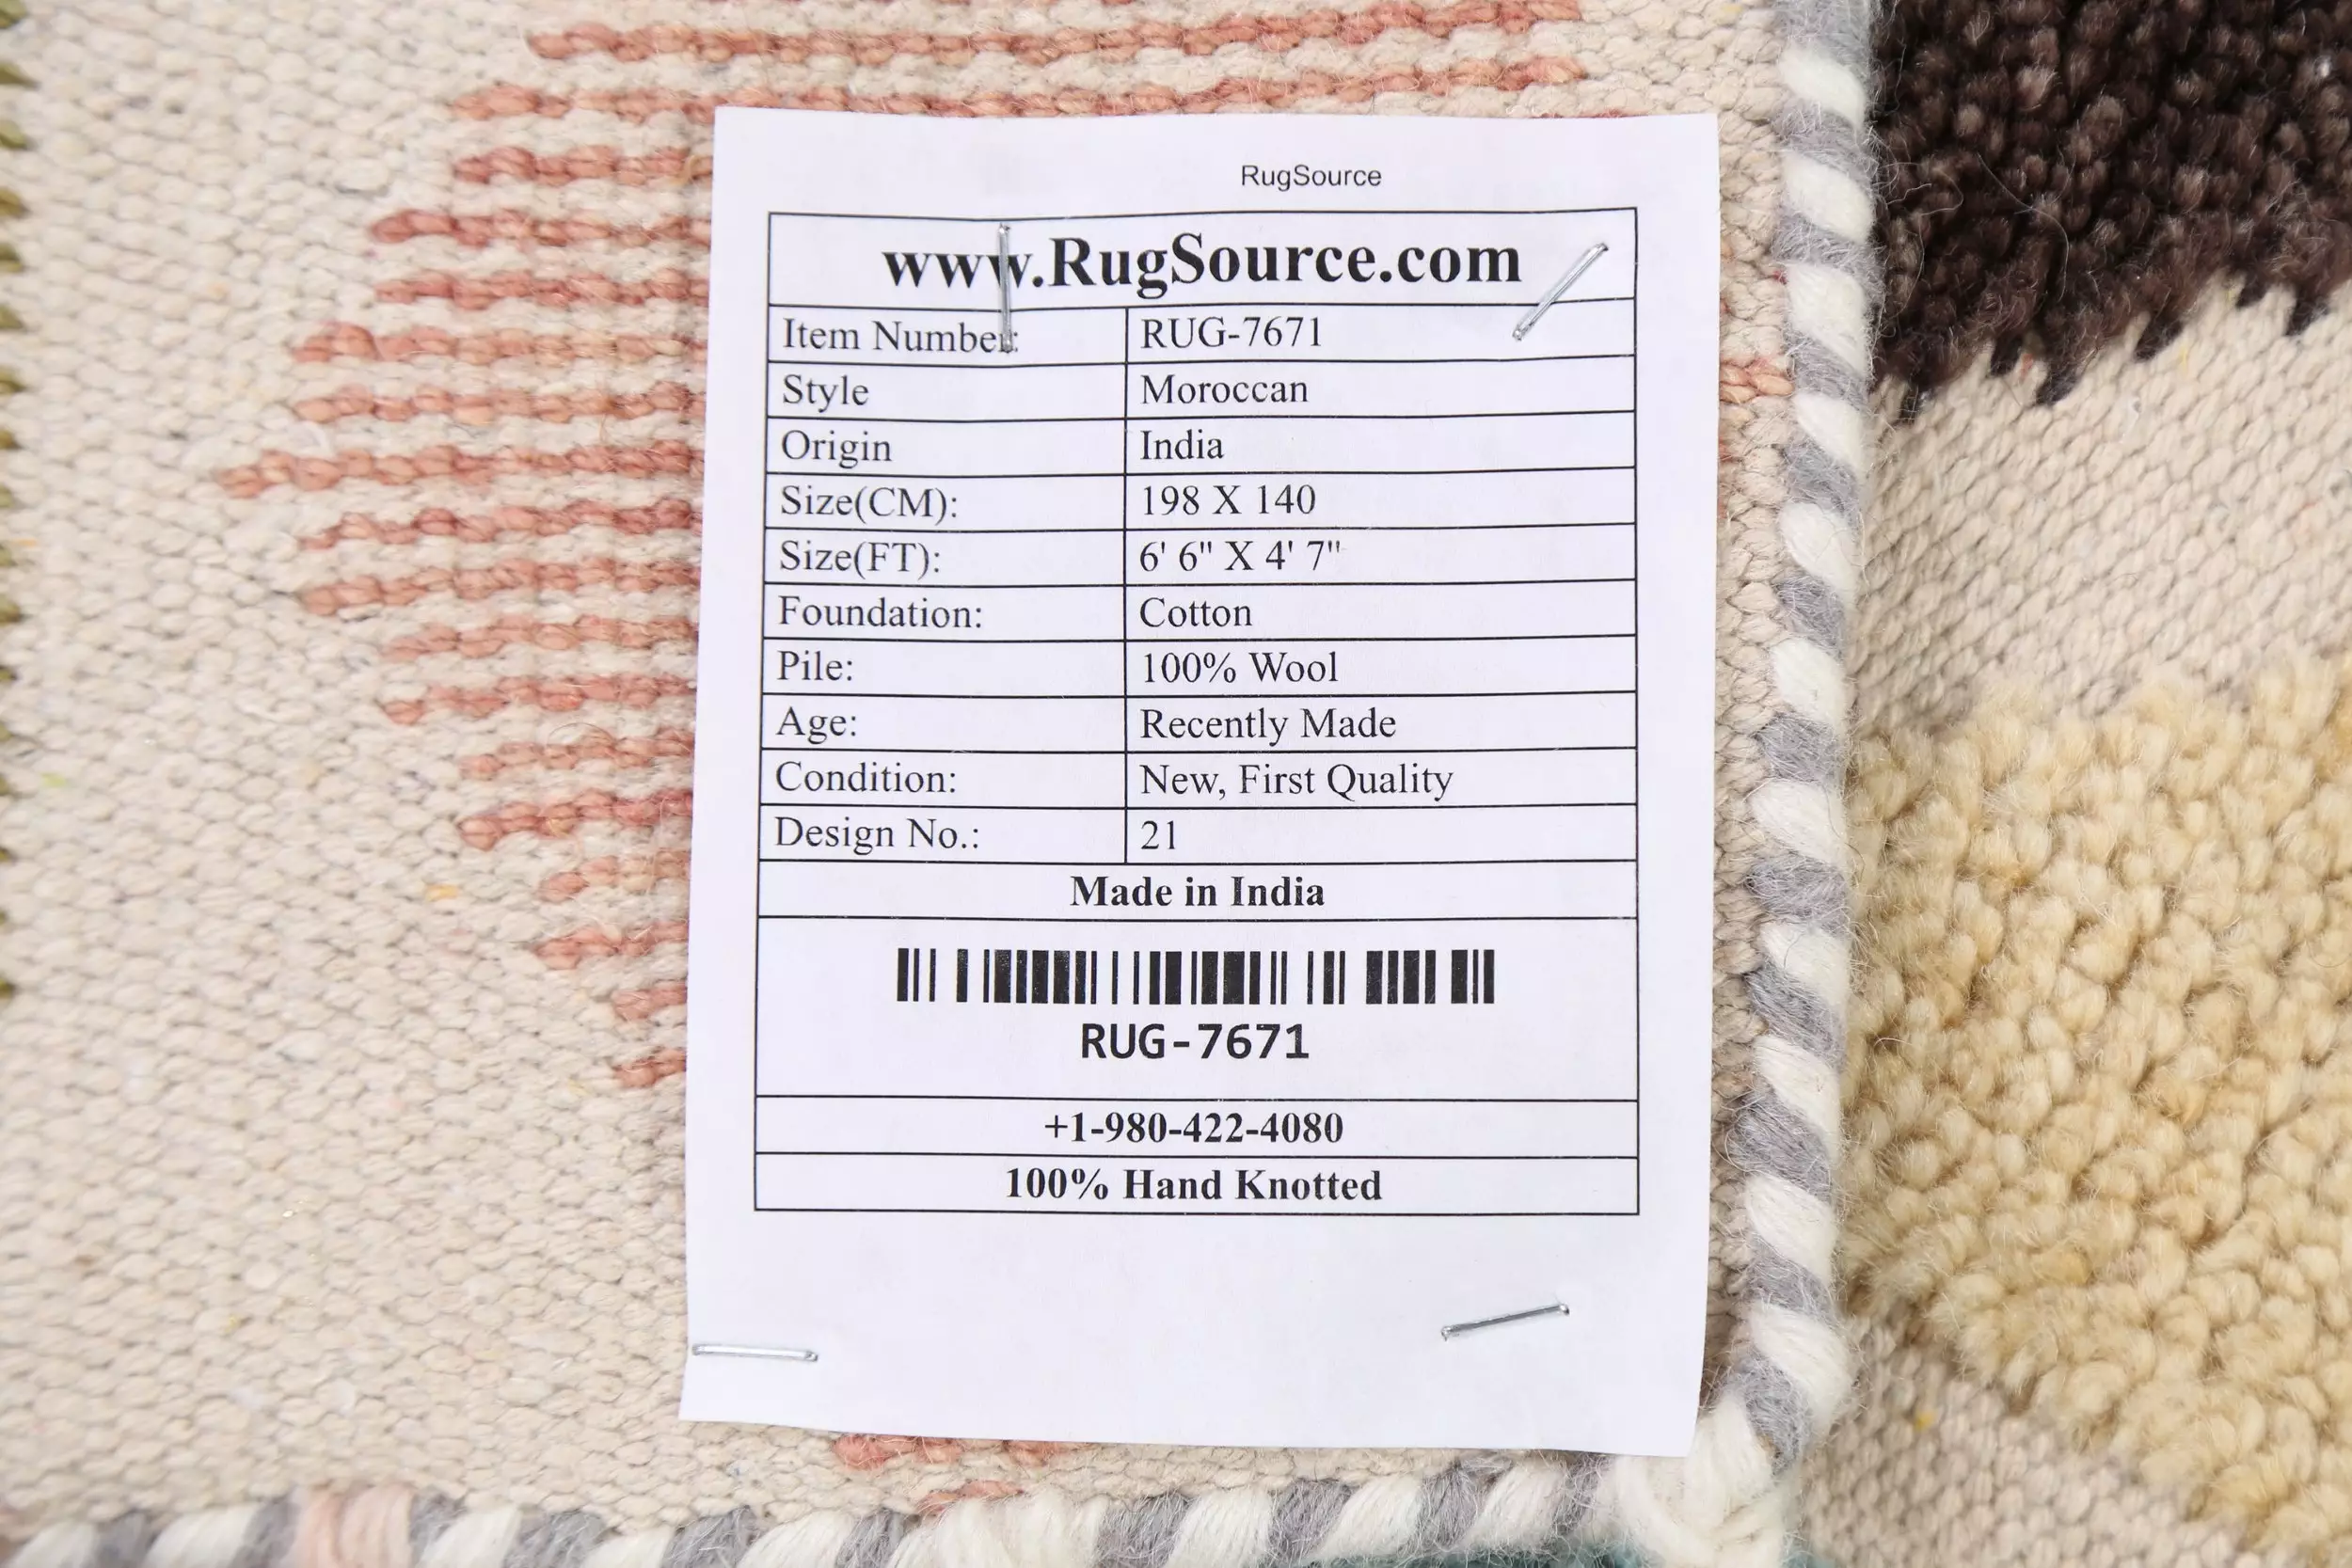 RugSource
www.RugSource.com
Item Number: RUG-7671
Style Moroccan
Origin India
Size(CM): 198 X 140
Size(FT): 6' 6" X 4' 7"
Foundation: Cotton
Pile: 100% Wool
Age: Recently Made
Condition: New, First Quality
Design No.: 21
Made in India
RUG-7671
+1-980-422-4080
100% Hand Knotted